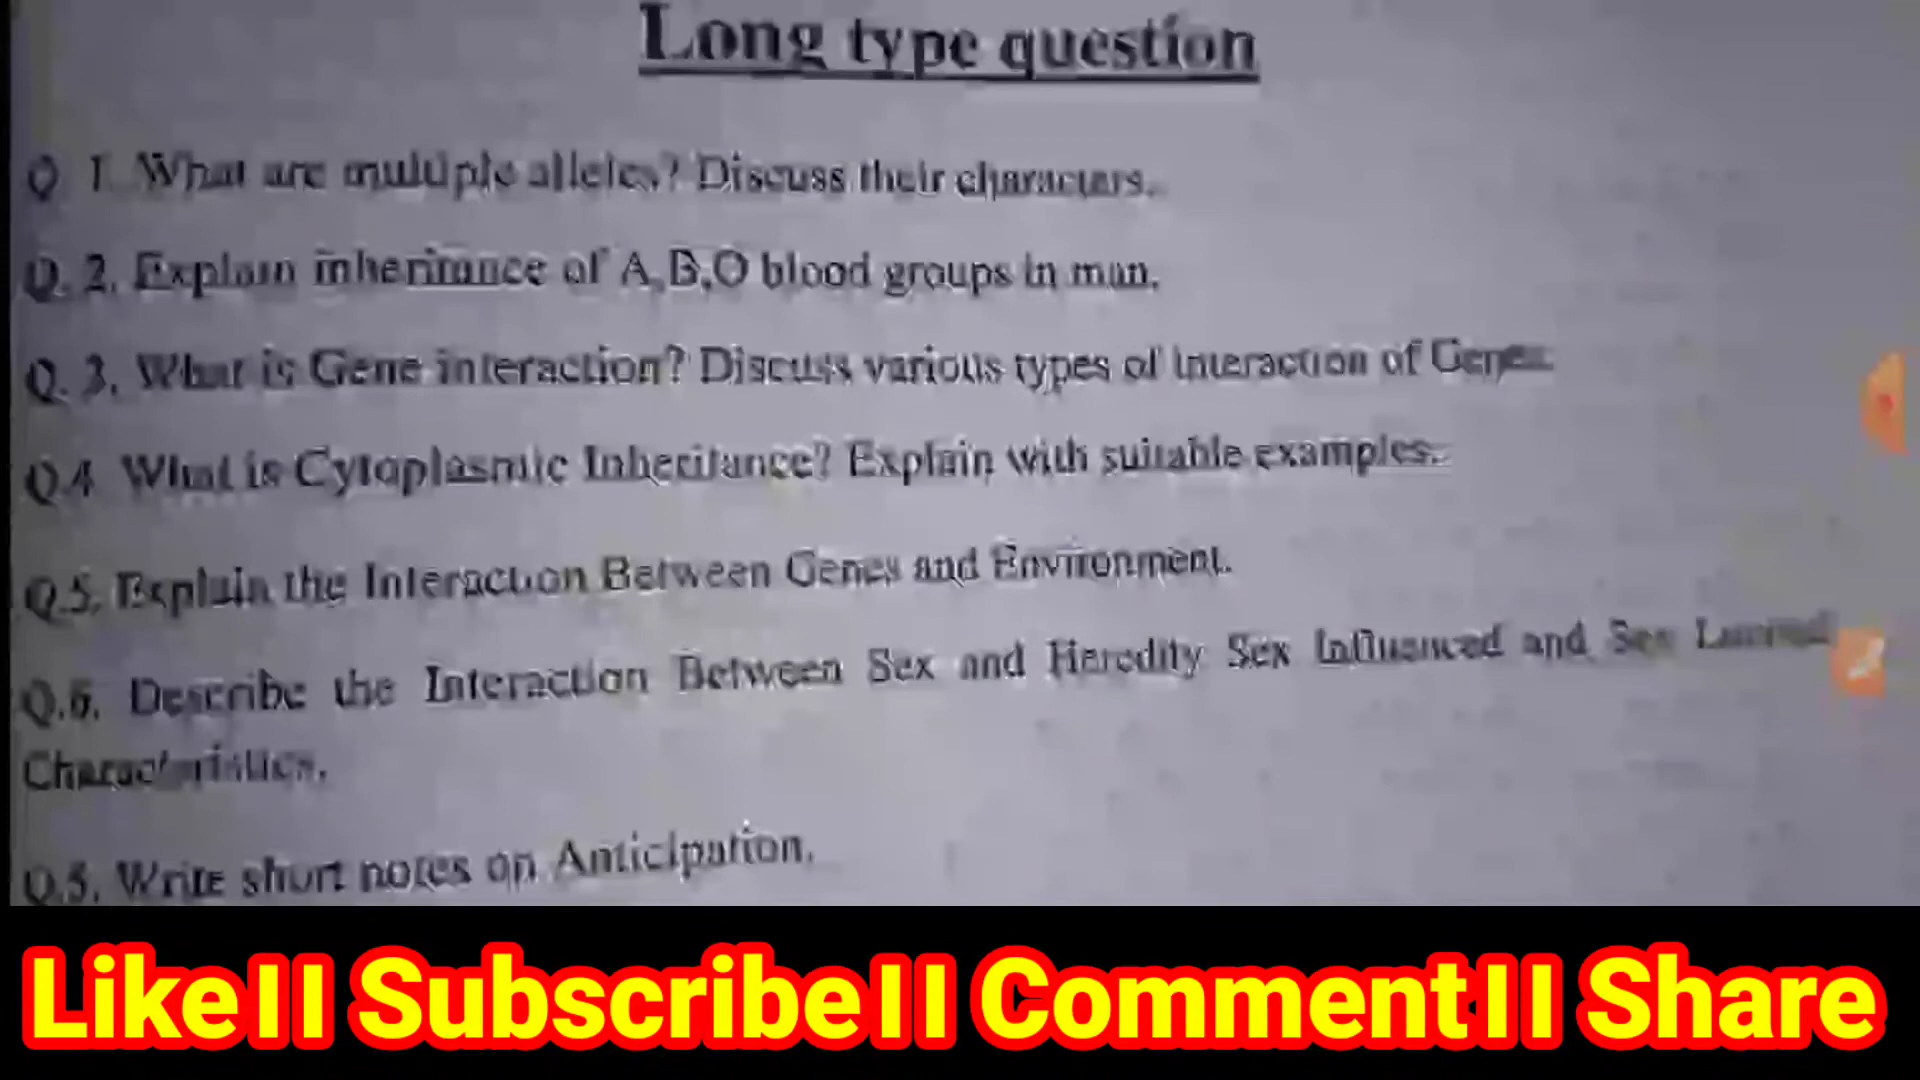 Long type question
Q. 1. What are multiple alleles? Discuss their characters.
Q. 2. Explain inheritance of A,B,O blood groups in man.
Q. 3. What is Gene interaction? Discuss various types of Interaction of Genes.
Q.4 What is Cytoplasmic Inheritance? Explain with suitable examples.
Q.5. Explain the Interaction Between Genes and Environment.
Q.6. Describe the Interaction Between Sex and Heredity Sex Influenced and Sex Limited
Characteristics.
Q.5. Write short notes on Anticipation.
Like॥ Subscribe॥ Comment॥ Share